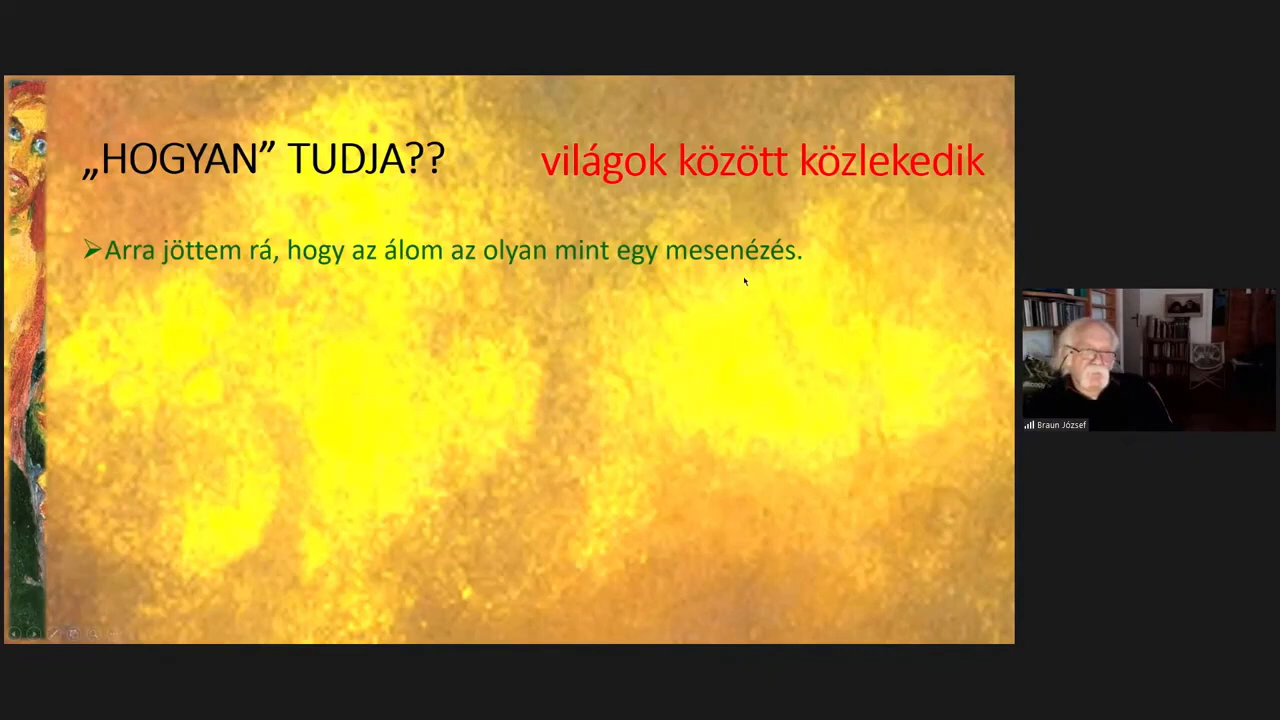 „HOGYAN” TUDJA?? világok között közlekedik
➢Arra jöttem rá, hogy az álom az olyan mint egy mesenézés.
Braun József